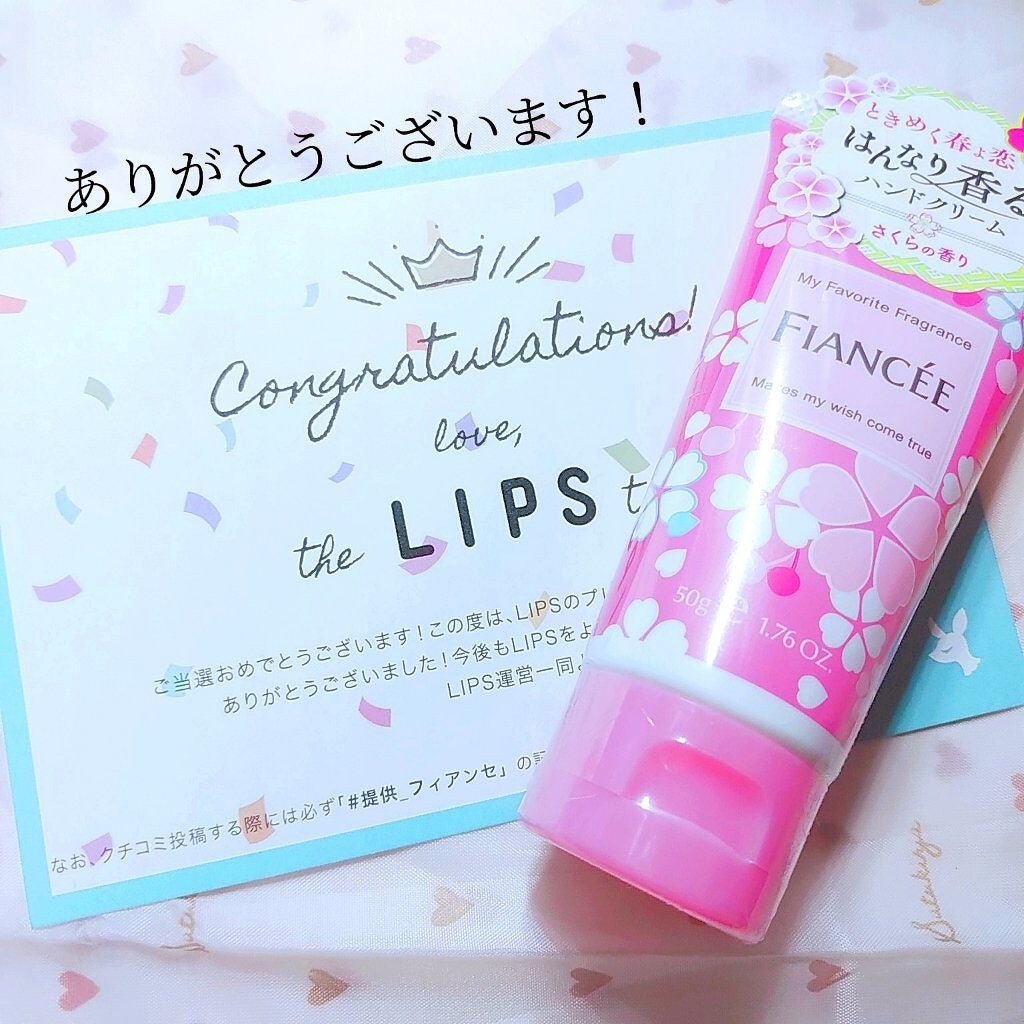 ありがとうございます!
Congratulations!
love,
the LIPS t
ご当選おめでとうございます!この度は、LIPSのプ
ありがとうございました!今後もLIPSをよ
LIPS運営一同
なお、クチコミ投稿する際には必ず「#提供_フィアンセ」の
ときめく春よ恋
はんなり香る
ハンドクリーム
さくらの香り
My Favorite Fragrance
FIANCÉE
Makes my wish come true
50g 1.76 OZ.